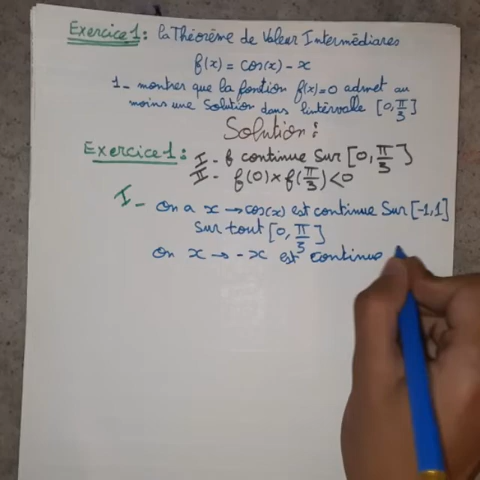 Exercice 1: la Théorème de Valeur Intermédiares
f(x) = cos(x) - x
1- montrer que la fontion f(x)=0 admet au
moins une Solution dans l'intervalle [0, π/3]
Solution :
Exercice 1: I - f continue Sur [0, π/3]
II - f(0) × f(π/3) < 0
I - on a x → cos(x) est continue Sur [-1,1]
Sur tout [0, π/3]
on x → -x est continue